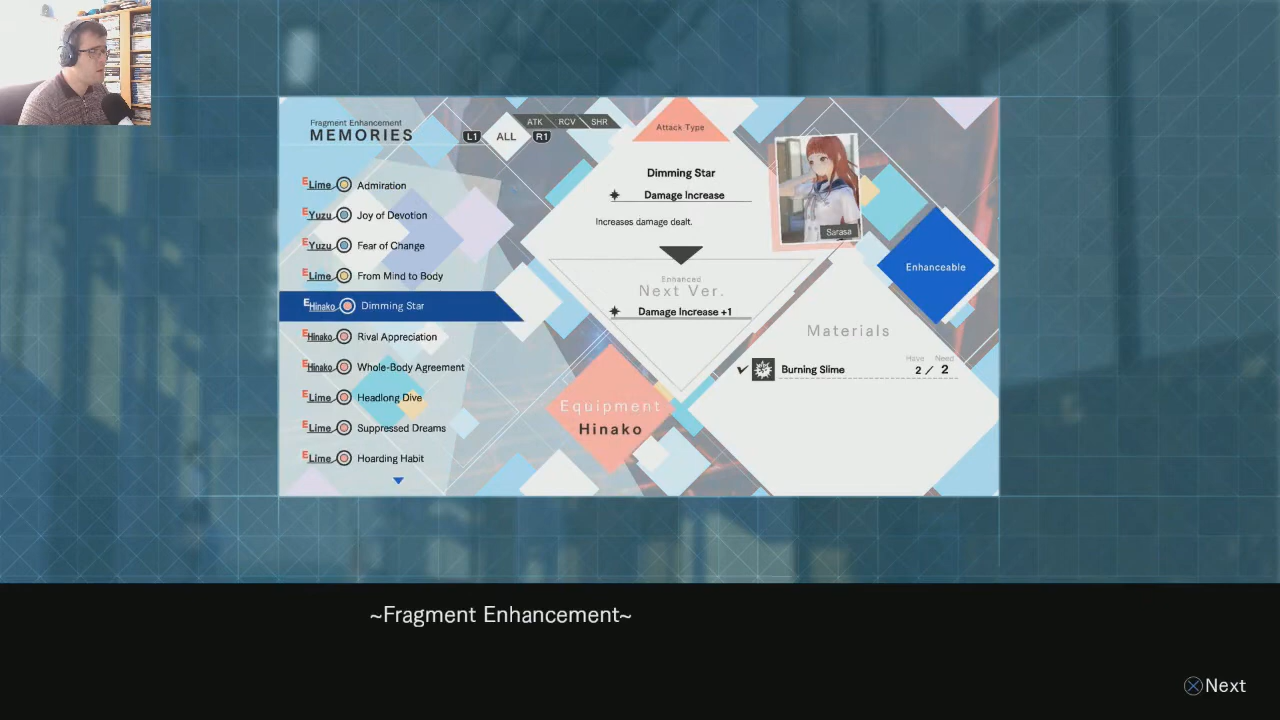 Fragment Enhancement
MEMORIES
L1 ALL R1
ATK RCV SHR
E Lime Admiration
E Yuzu Joy of Devotion
E Yuzu Fear of Change
E Lime From Mind to Body
E Hinako Dimming Star
E Hinako Rival Appreciation
E Hinako Whole-Body Agreement
E Lime Headlong Dive
E Lime Suppressed Dreams
E Lime Hoarding Habit
Attack Type
Dimming Star
Damage Increase
Increases damage dealt.
Enhanced
Next Ver.
Damage Increase +1
Equipment
Hinako
Sarasa
Enhanceable
Materials
Have Need
Burning Slime 2 / 2
~Fragment Enhancement~
Next